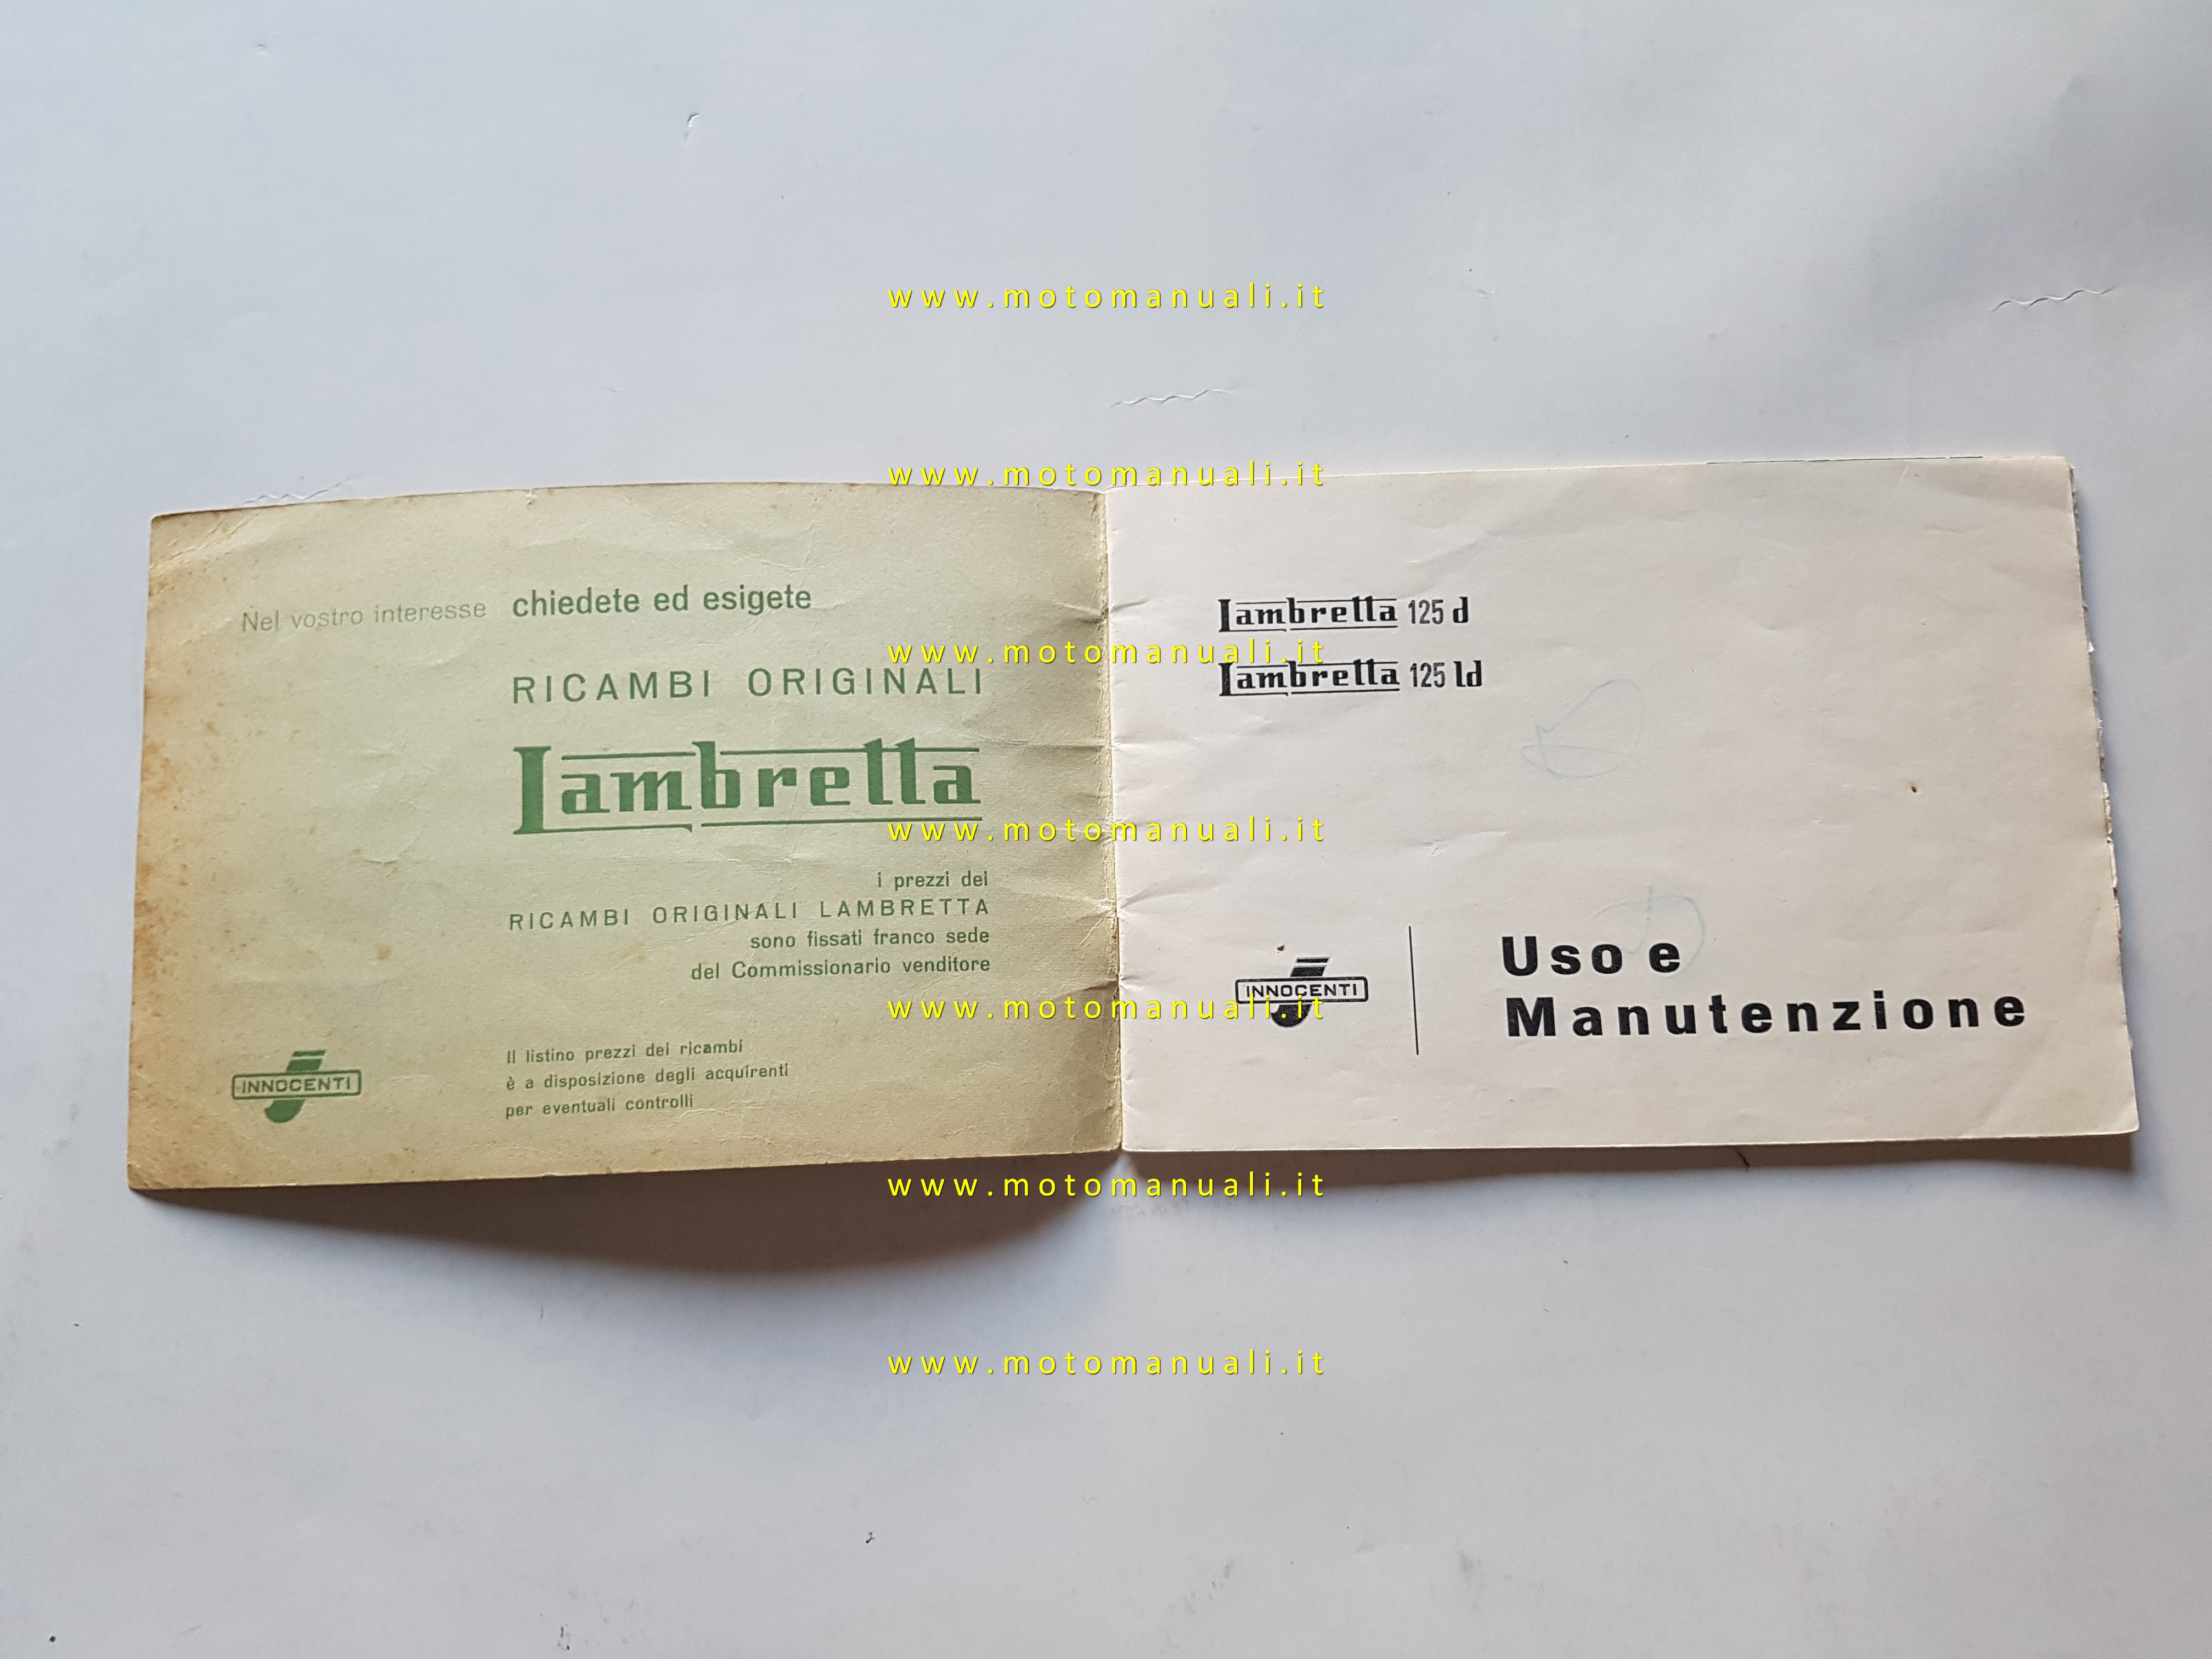 www.motomanuali.it
www.motomanuali.it
Nel vostro interesse chiedete ed esigete
RICAMBI ORIGINALI
Lambretta
i prezzi dei
RICAMBI ORIGINALI LAMBRETTA
sono fissati franco sede
del Commissionario venditore
INNOCENTI
Il listino prezzi dei ricambi
è a disposizione degli acquirenti
per eventuali controlli
Lambretta 125 d
www.motomanuali.it
Lambretta 125 ld
www.motomanuali.it
INNOCENTI
Uso e
Manutenzione
www.motomanuali.it
www.motomanuali.it
www.motomanuali.it